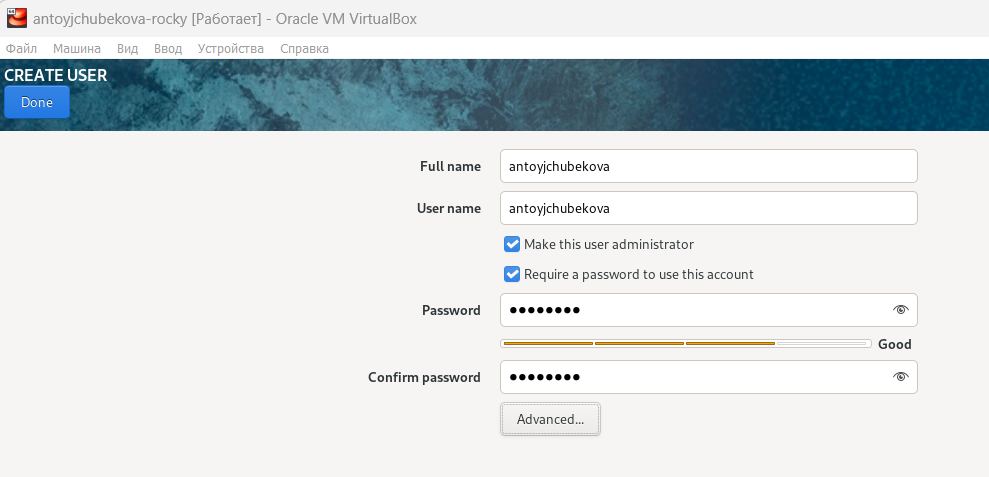 antoyjchubekova-rocky [Работает] - Oracle VM VirtualBox
Файл Машина Вид Ввод Устройства Справка
CREATE USER
Done
Full name antoyjchubekova
User name antoyjchubekova
Make this user administrator
Require a password to use this account
Password ●●●●●●●●
Good
Confirm password ●●●●●●●●
Advanced...